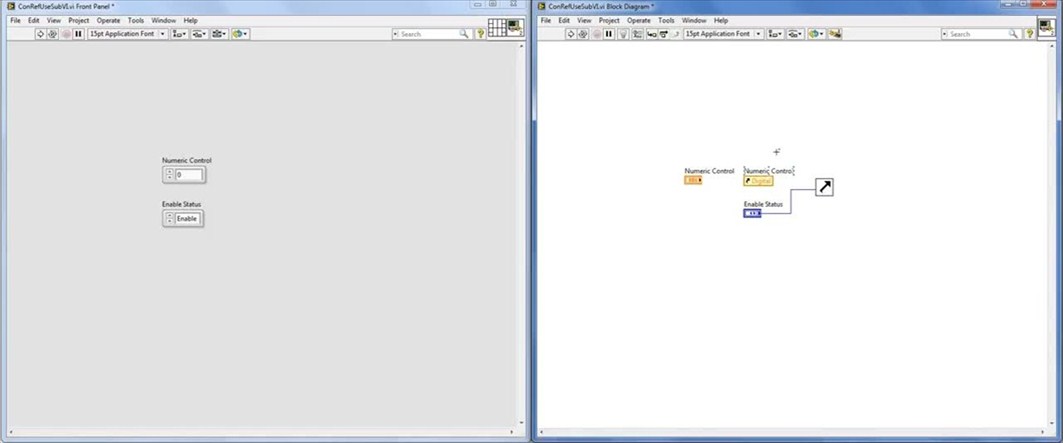 ConRefUseSubVI.vi Front Panel *
File Edit View Project Operate Tools Window Help
15pt Application Font
Search
?
Numeric Control
0
Enable Status
Enable
ConRefUseSubVI.vi Block Diagram *
File Edit View Project Operate Tools Window Help
15pt Application Font
Search
?
Numeric Control Numeric Control
Digital
Enable Status